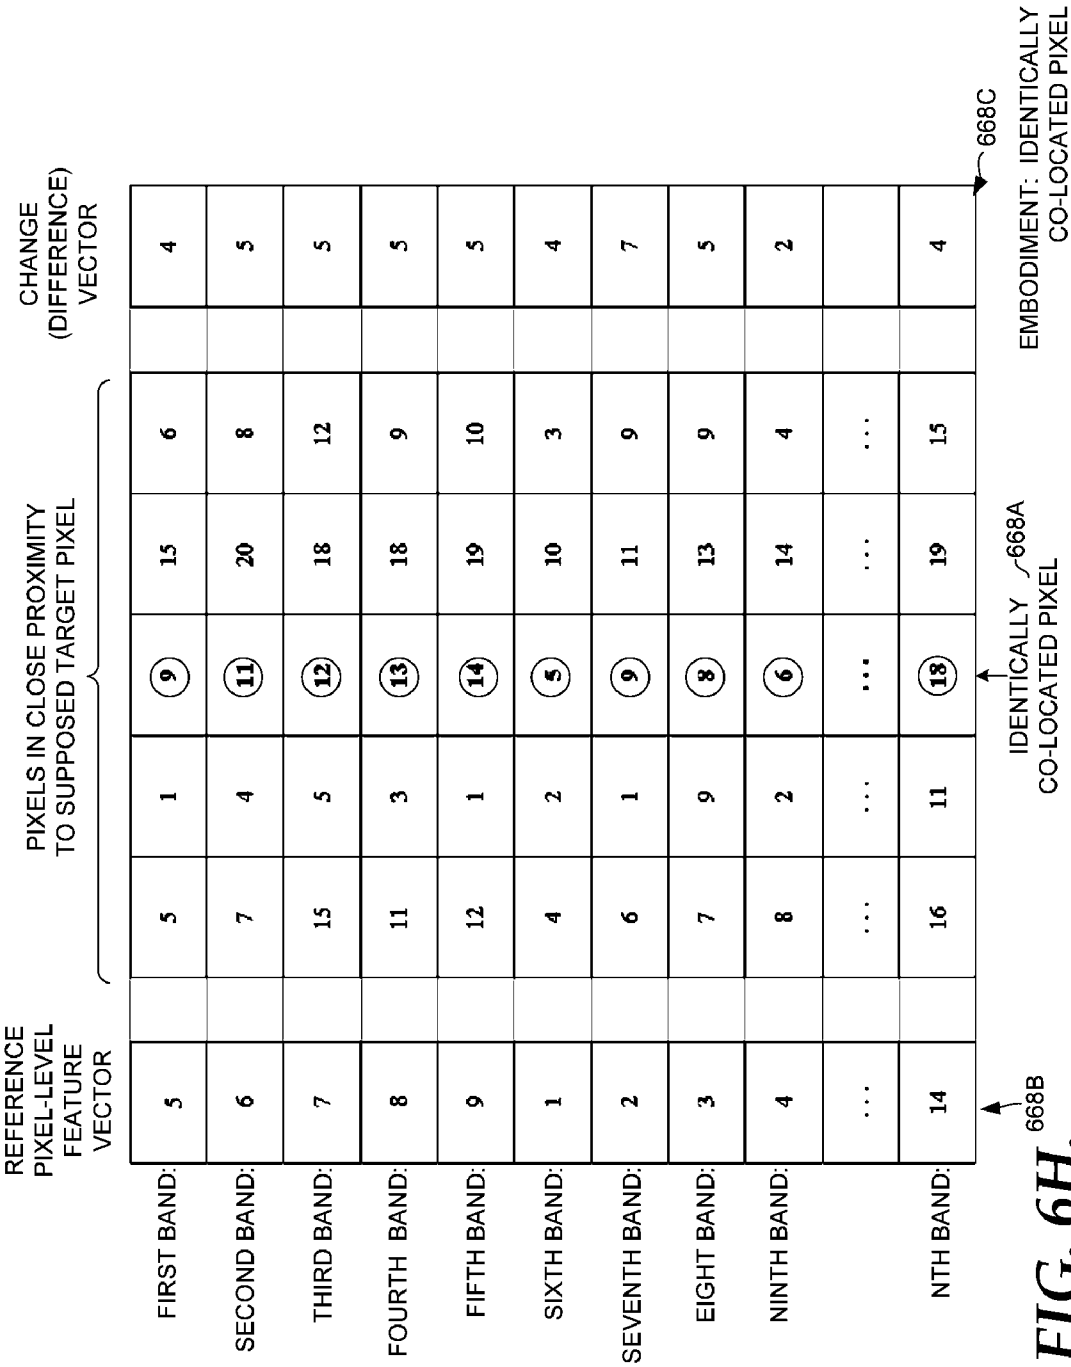 REFERENCE
PIXEL-LEVEL
FEATURE
VECTOR
PIXELS IN CLOSE PROXIMITY
TO SUPPOSED TARGET PIXEL
CHANGE
(DIFFERENCE)
VECTOR
FIRST BAND: 5 5 1 9 15 6 4
SECOND BAND: 6 7 4 11 20 8 5
THIRD BAND: 7 15 5 12 18 12 5
FOURTH BAND: 8 11 3 13 18 9 5
FIFTH BAND: 9 12 1 14 19 10 5
SIXTH BAND: 1 4 2 5 10 3 4
SEVENTH BAND: 2 6 1 9 11 9 7
EIGHT BAND: 3 7 9 8 13 9 5
NINTH BAND: 4 8 2 6 14 4 2
... ... ... ... ... ...
NTH BAND: 14 16 11 18 19 15 4
668B
IDENTICALLY
CO-LOCATED PIXEL
668A
668C
EMBODIMENT: IDENTICALLY
CO-LOCATED PIXEL
FIG. 6H.